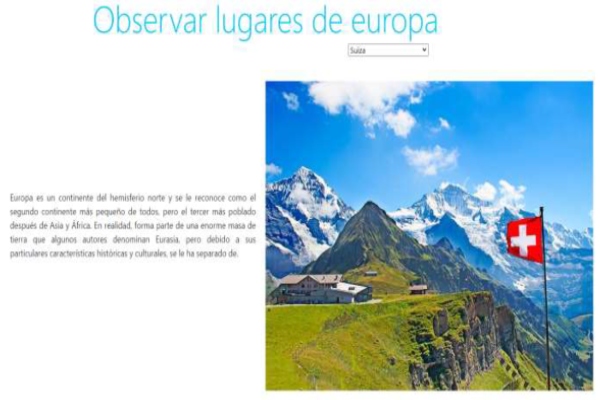 Observar lugares de europa
Suiza
Europa es un continente del hemisferio norte y se le reconoce como el
segundo continente más pequeño de todos, pero el tercer más poblado
después de Asia y África. En realidad, forma parte de una enorme masa de
tierra que algunos autores denominan Eurasia, pero debido a sus
particulares características históricas y culturales, se le ha separado de.